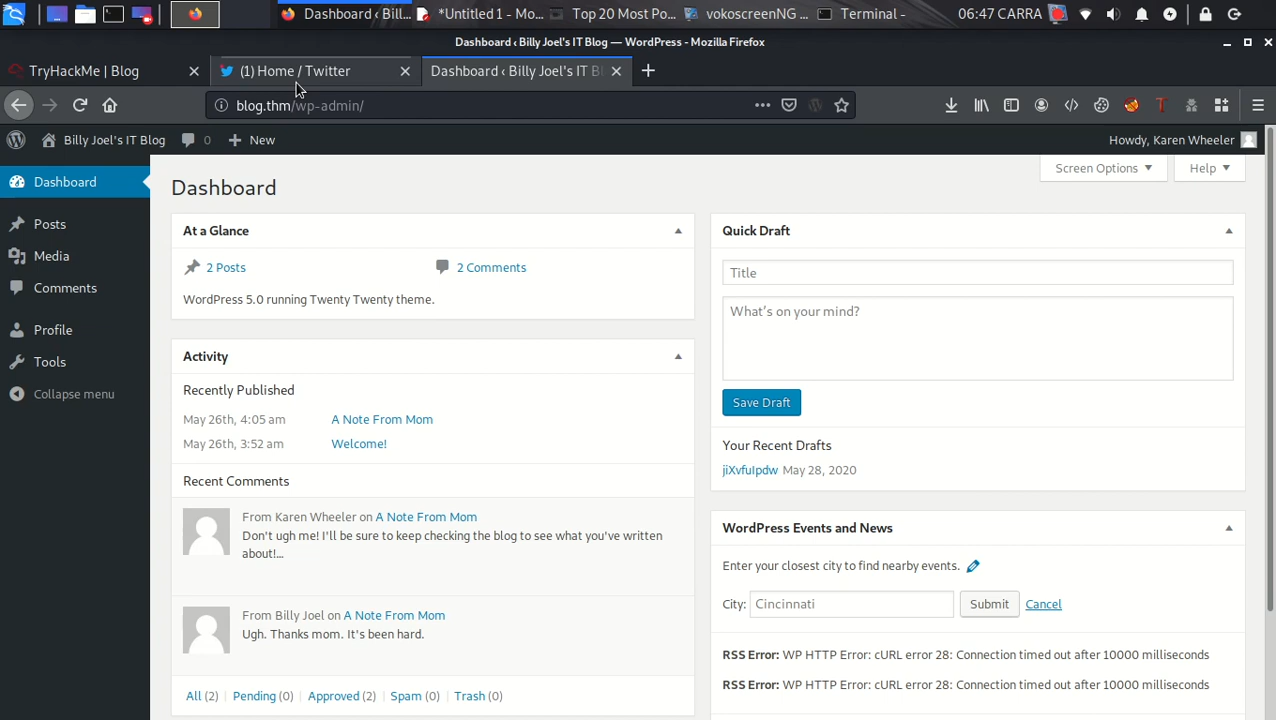 Dashboard ‹ Bill...
*Untitled 1 - Mo...
Top 20 Most Po...
vokoscreenNG ...
Terminal -
06:47 CARRA
Dashboard ‹ Billy Joel's IT Blog — WordPress - Mozilla Firefox
TryHackMe | Blog
(1) Home / Twitter
Dashboard ‹ Billy Joel's IT B
blog.thm/wp-admin/
Billy Joel's IT Blog
0
New
Howdy, Karen Wheeler
Dashboard
Posts
Media
Comments
Profile
Tools
Collapse menu
Screen Options
Help
Dashboard
At a Glance
2 Posts
2 Comments
WordPress 5.0 running Twenty Twenty theme.
Activity
Recently Published
May 26th, 4:05 am A Note From Mom
May 26th, 3:52 am Welcome!
Recent Comments
From Karen Wheeler on A Note From Mom
Don't ugh me! I'll be sure to keep checking the blog to see what you've written
about!...
From Billy Joel on A Note From Mom
Ugh. Thanks mom. It's been hard.
All (2) | Pending (0) | Approved (2) | Spam (0) | Trash (0)
Quick Draft
Title
What's on your mind?
Save Draft
Your Recent Drafts
jiXvfuIpdw May 28, 2020
WordPress Events and News
Enter your closest city to find nearby events.
City: Cincinnati Submit Cancel
RSS Error: WP HTTP Error: cURL error 28: Connection timed out after 10000 milliseconds
RSS Error: WP HTTP Error: cURL error 28: Connection timed out after 10000 milliseconds